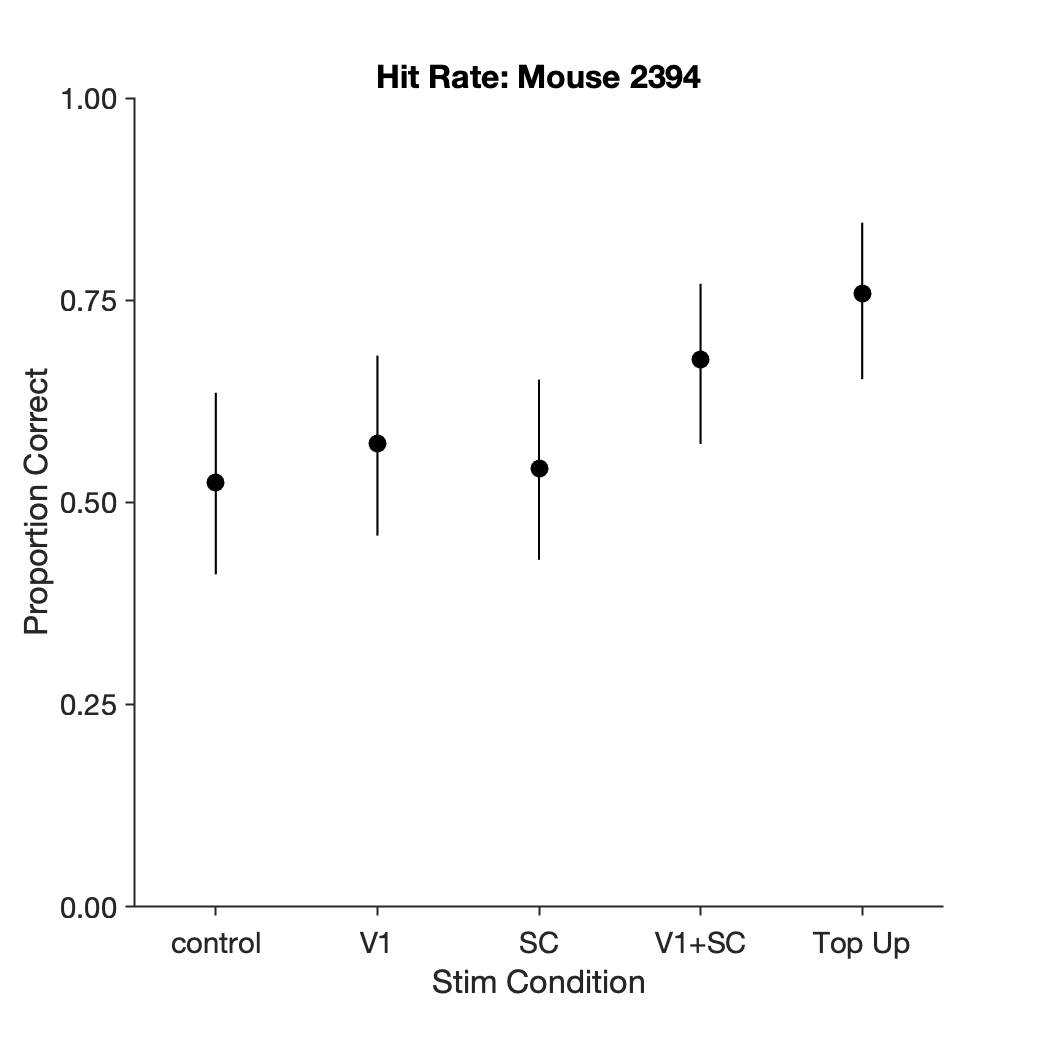 Hit Rate: Mouse 2394
1.00
0.75
0.50
0.25
0.00
Proportion Correct
control V1 SC V1+SC Top Up
Stim Condition